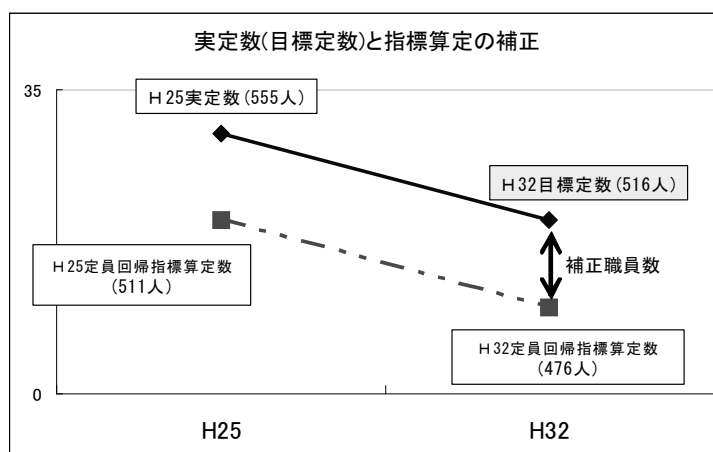 実定数(目標定数)と指標算定の補正
35
H25実定数(555人)
H32目標定数(516人)
H25定員回帰指標算定数
(511人)
補正職員数
H32定員回帰指標算定数
(476人)
0
H25
H32